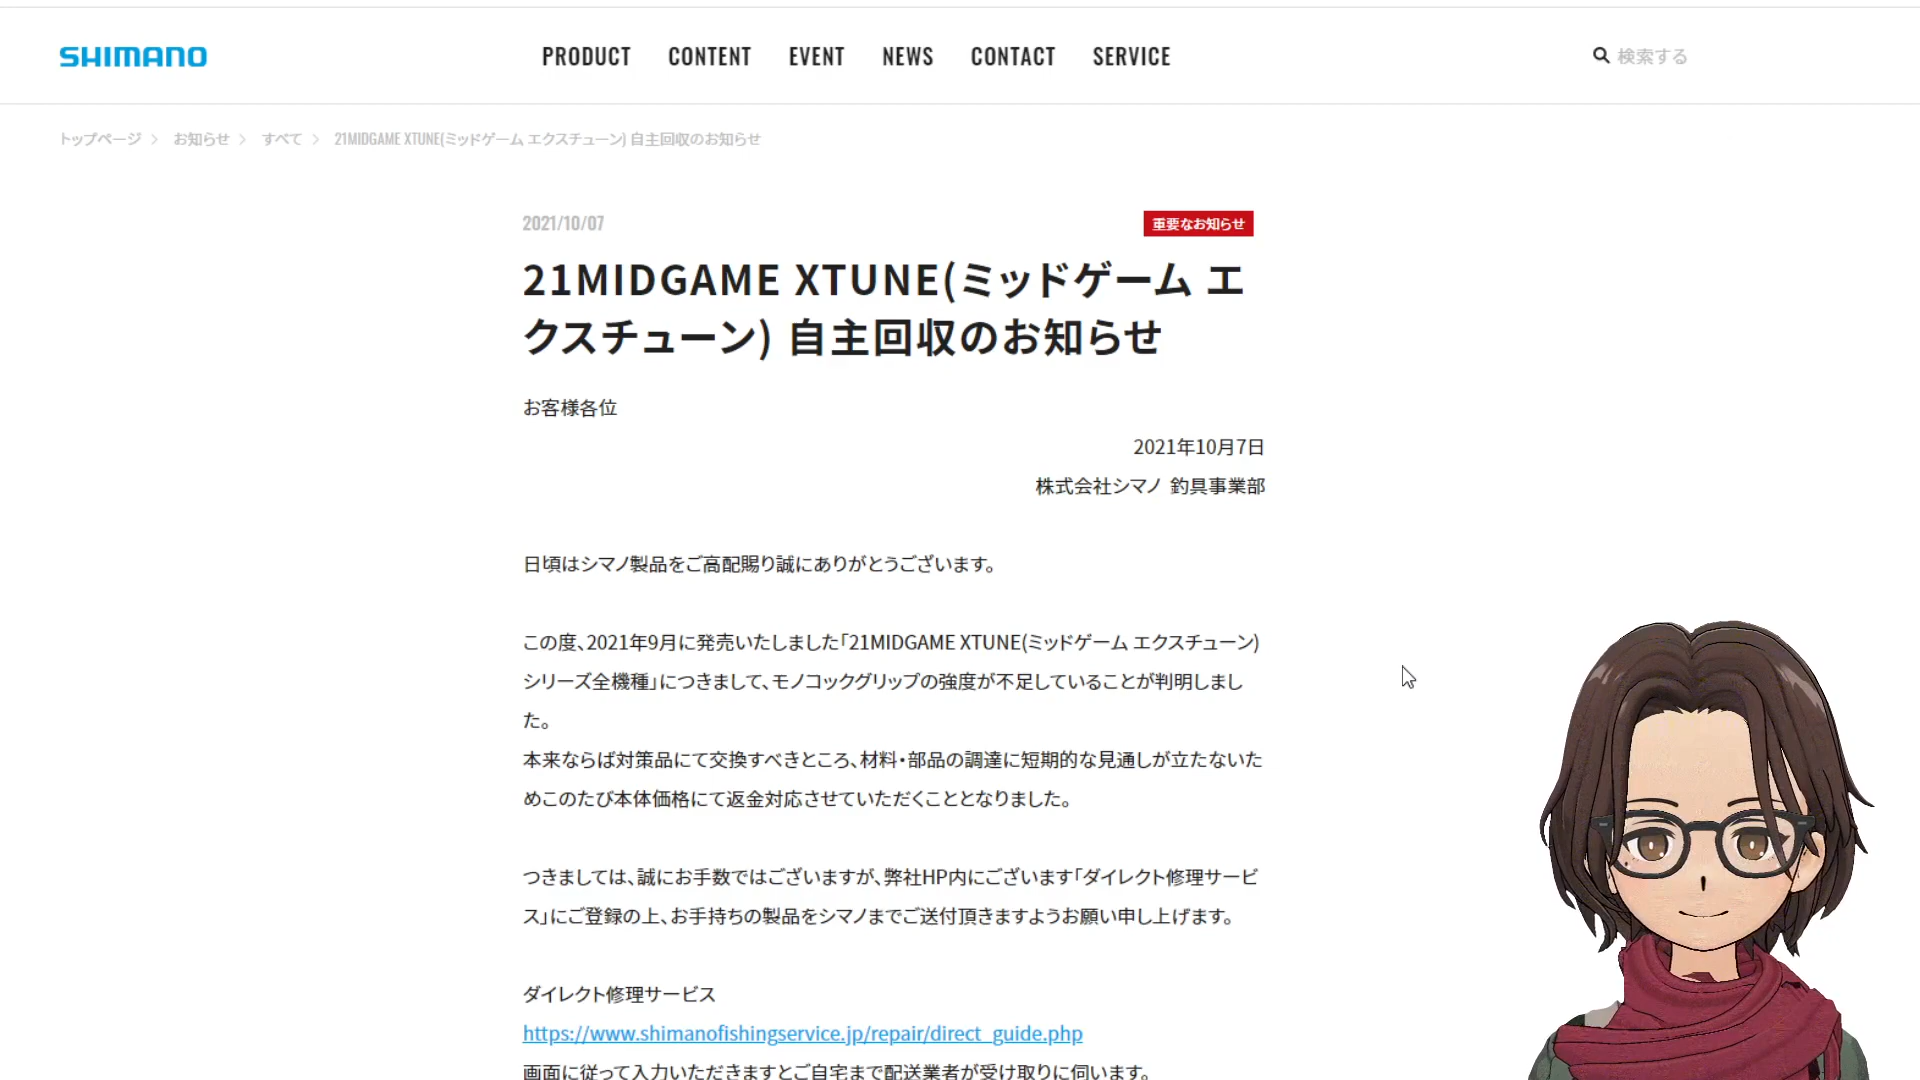 SHIMANO
PRODUCT CONTENT EVENT NEWS CONTACT SERVICE
検索する
トップページ > お知らせ > すべて > 21MIDGAME XTUNE(ミッドゲーム エクスチューン) 自主回収のお知らせ
2021/10/07
重要なお知らせ
21MIDGAME XTUNE(ミッドゲーム エ
クスチューン) 自主回収のお知らせ
お客様各位
2021年10月7日
株式会社シマノ 釣具事業部
日頃はシマノ製品をご高配賜り誠にありがとうございます。
この度、2021年9月に発売いたしました「21MIDGAME XTUNE(ミッドゲーム エクスチューン)
シリーズ全機種」につきまして、モノコックグリップの強度が不足していることが判明しまし
た。
本来ならば対策品にて交換すべきところ、材料・部品の調達に短期的な見通しが立たないた
めこのたび本体価格にて返金対応させていただくこととなりました。
つきましては、誠にお手数ではございますが、弊社HP内にございます「ダイレクト修理サービ
ス」にご登録の上、お手持ちの製品をシマノまでご送付頂きますようお願い申し上げます。
ダイレクト修理サービス
https://www.shimanofishingservice.jp/repair/direct_guide.php
画面に従って入力いただきますとご自宅まで配送業者が受け取りに伺います。